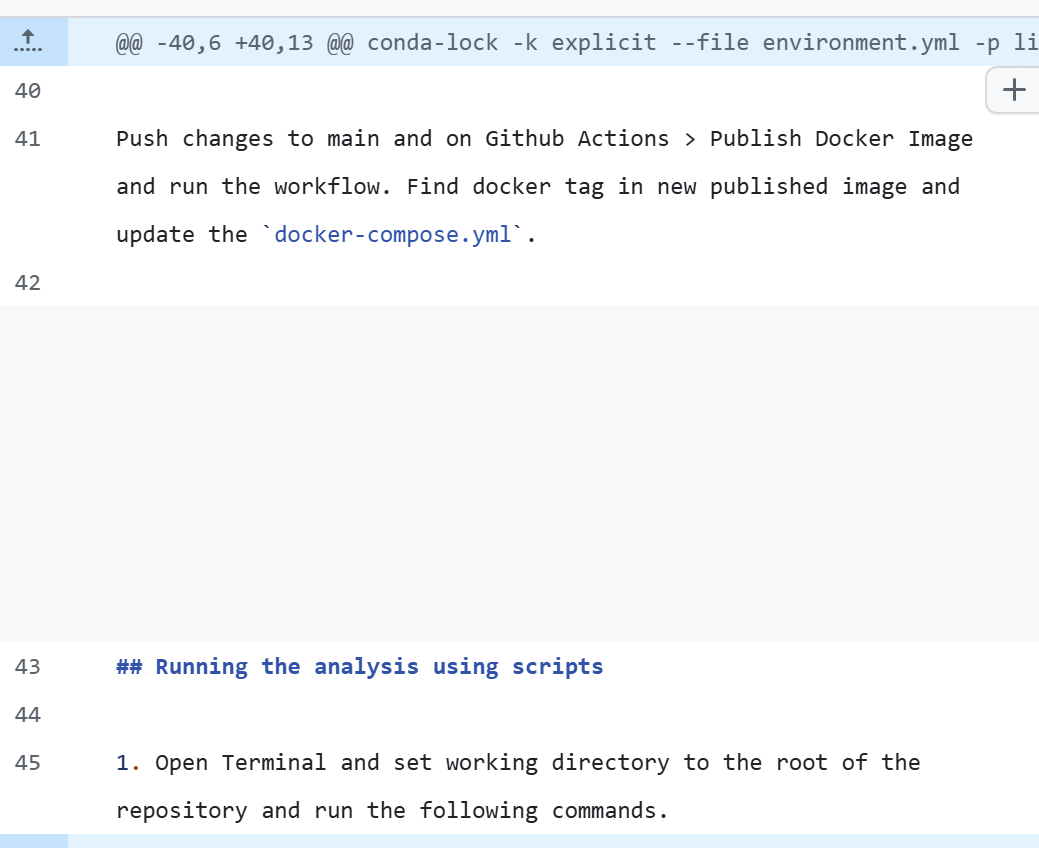 @@ -40,6 +40,13 @@ conda-lock -k explicit --file environment.yml -p li
40
41 Push changes to main and on Github Actions > Publish Docker Image
and run the workflow. Find docker tag in new published image and
update the `docker-compose.yml`.
42
43 ## Running the analysis using scripts
44
45 1. Open Terminal and set working directory to the root of the
repository and run the following commands.